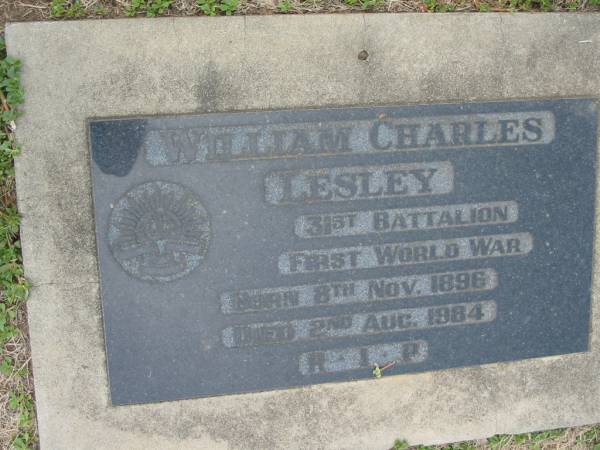 WILLIAM CHARLES
LESLEY
31ST BATTALION
FIRST WORLD WAR
BORN 8TH NOV. 1896
DIED 2ND AUG. 1984
R I P